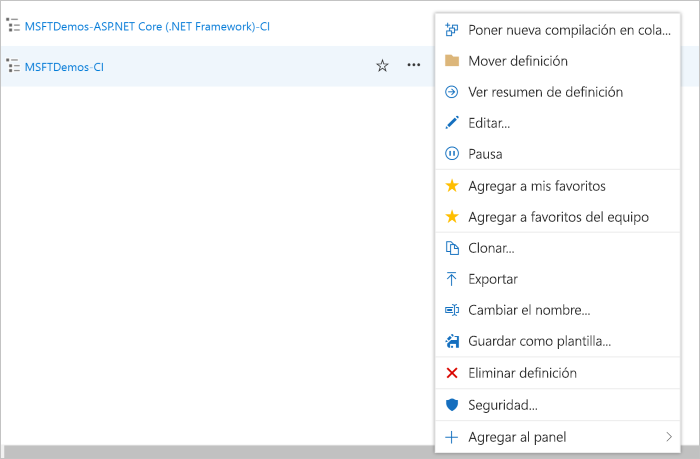 MSFTDemos-ASP.NET Core (.NET Framework)-CI
MSFTDemos-CI
Poner nueva compilación en cola...
Mover definición
Ver resumen de definición
Editar...
Pausa
Agregar a mis favoritos
Agregar a favoritos del equipo
Clonar...
Exportar
Cambiar el nombre...
Guardar como plantilla...
Eliminar definición
Seguridad...
Agregar al panel